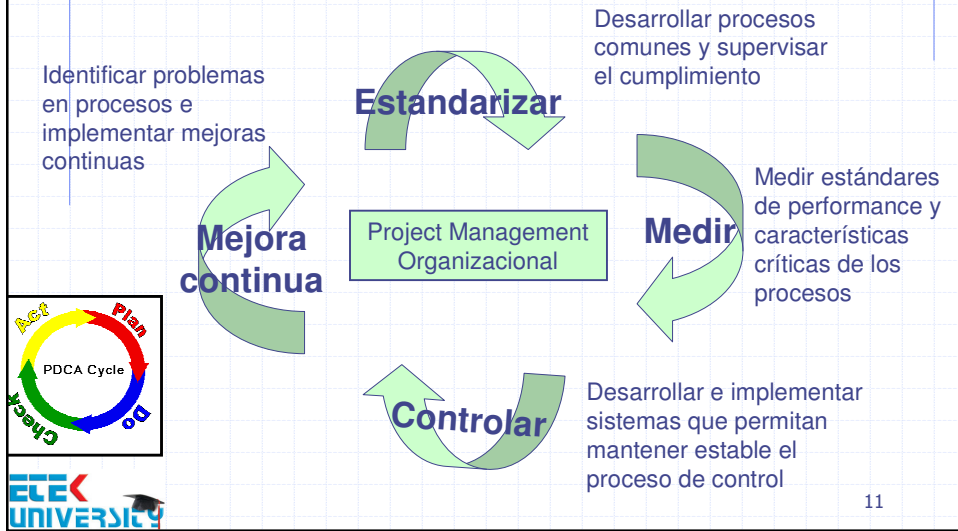 Desarrollar procesos
comunes y supervisar
el cumplimiento
Identificar problemas
en procesos e
implementar mejoras
continuas
Estandarizar
Medir estándares
de performance y
características
críticas de los
procesos
Medir
Project Management
Organizacional
Mejora
continua
Act
Plan
PDCA Cycle
Check
Do
Controlar
Desarrollar e implementar
sistemas que permitan
mantener estable el
proceso de control
ETEK
UNIVERSITY
11